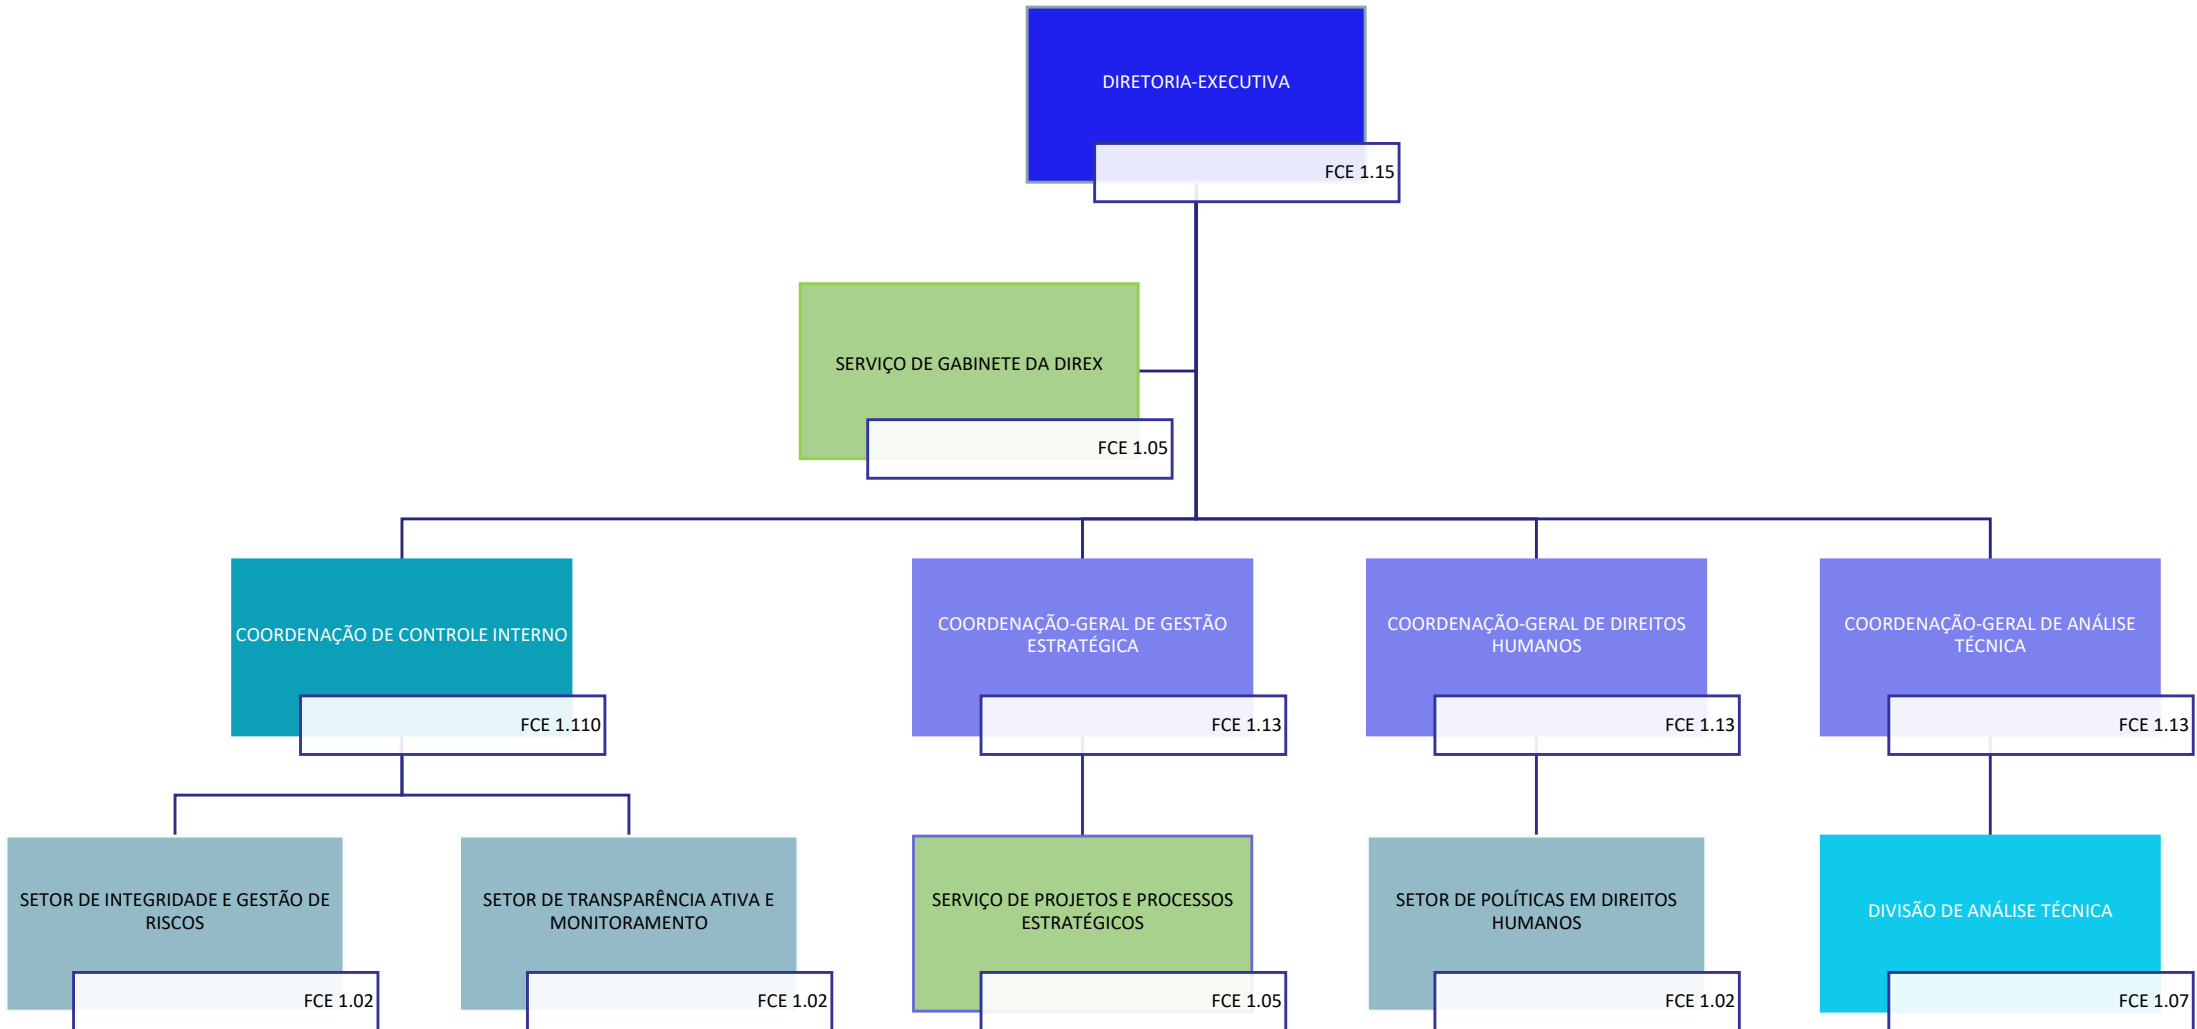 DIRETORIA-EXECUTIVA
FCE 1.15
SERVIÇO DE GABINETE DA DIREX
FCE 1.05
COORDENAÇÃO DE CONTROLE INTERNO
FCE 1.110
COORDENAÇÃO-GERAL DE GESTÃO
ESTRATÉGICA
FCE 1.13
COORDENAÇÃO-GERAL DE DIREITOS
HUMANOS
FCE 1.13
COORDENAÇÃO-GERAL DE ANÁLISE
TÉCNICA
FCE 1.13
SETOR DE INTEGRIDADE E GESTÃO DE
RISCOS
FCE 1.02
SETOR DE TRANSPARÊNCIA ATIVA E
MONITORAMENTO
FCE 1.02
SERVIÇO DE PROJETOS E PROCESSOS
ESTRATÉGICOS
FCE 1.05
SETOR DE POLÍTICAS EM DIREITOS
HUMANOS
FCE 1.02
DIVISÃO DE ANÁLISE TÉCNICA
FCE 1.07